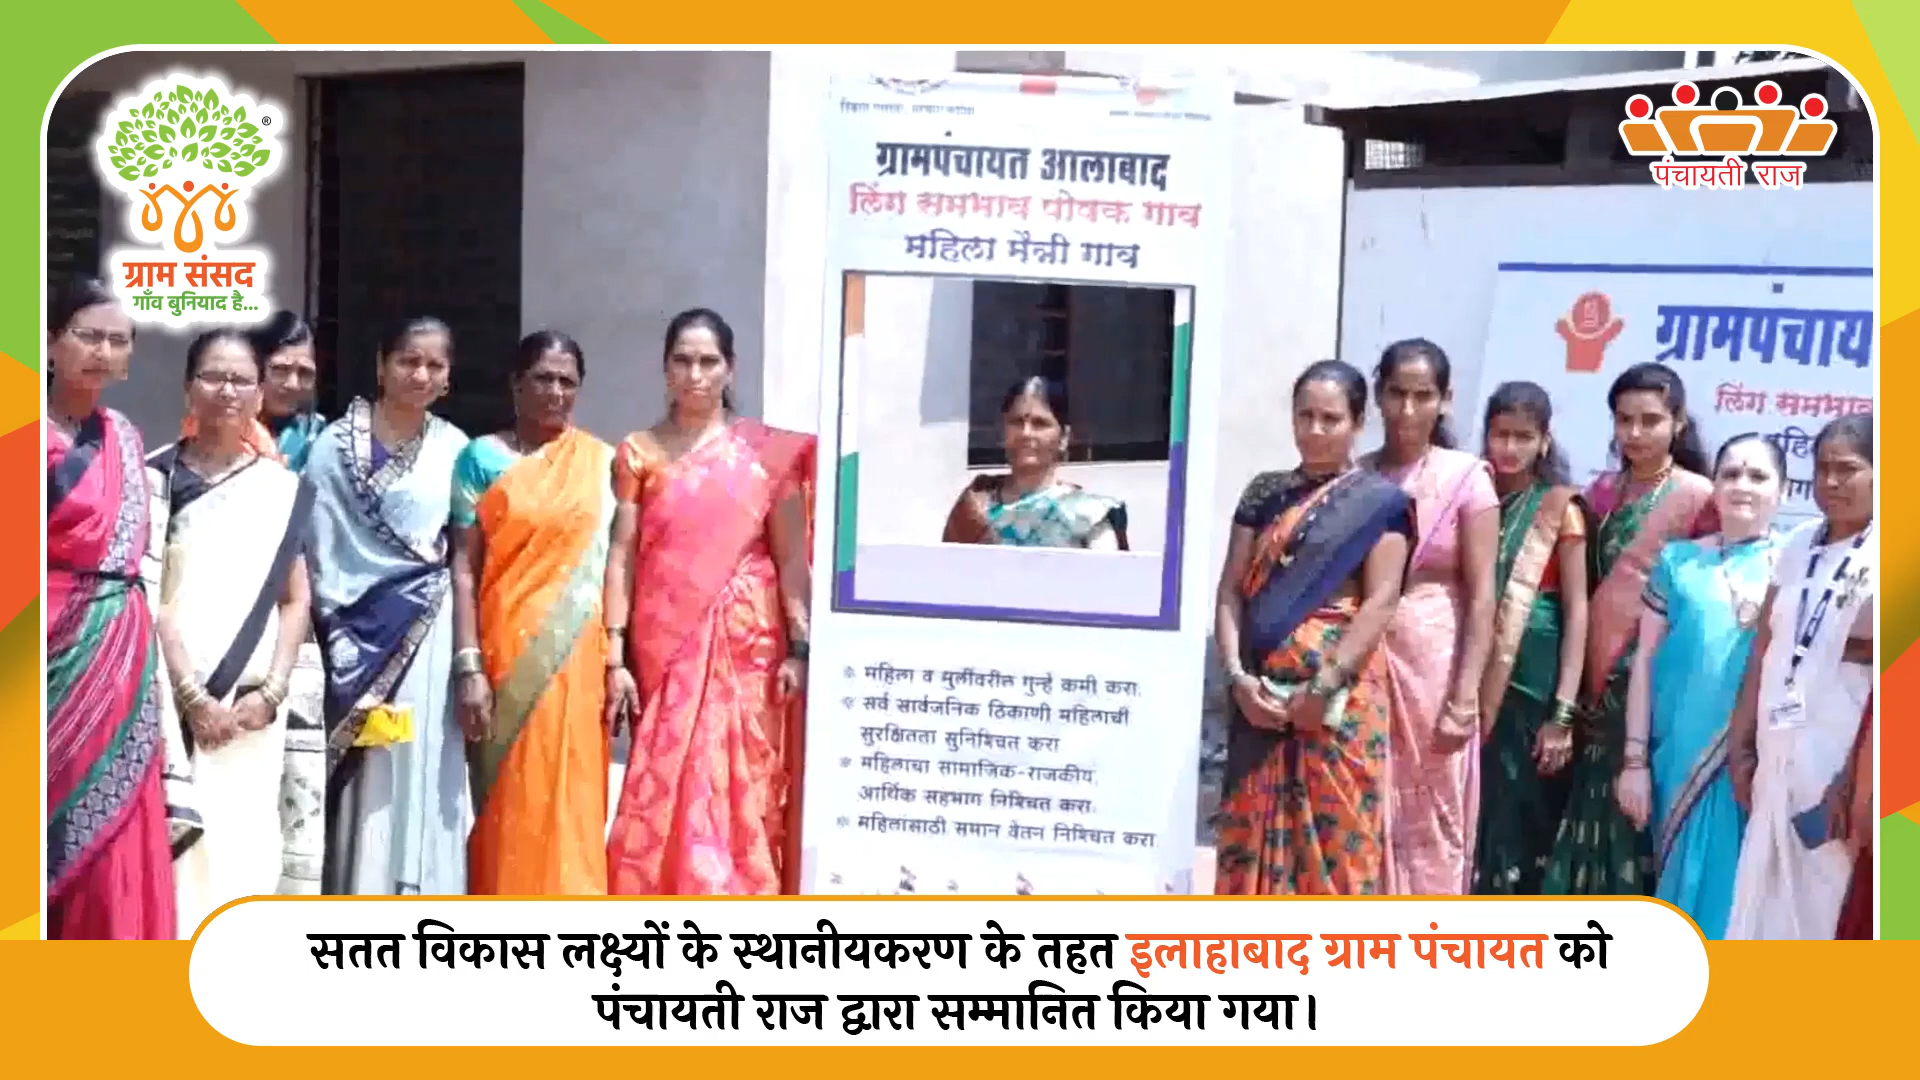 ग्राम संसद
गाँव बुनियाद है...
®
पंचायती राज
ग्रामपंचायत आलाबाद
लिंग समभाव पोषक गाव
महिला मैत्री गाव
महिला व मुलींवरील गुन्हे कमी करा.
सर्व सार्वजनिक ठिकाणी महिलाची
सुरक्षितता सुनिश्चित करा
महिलाचा सामाजिक-राजकीय,
आर्थिक सहभाग निश्चित करा.
महिलांसाठी समान वेतन निश्चित करा
ग्रामपंचाय
लिंग समभाव
सतत विकास लक्ष्यों के स्थानीयकरण के तहत इलाहाबाद ग्राम पंचायत को
पंचायती राज द्वारा सम्मानित किया गया।